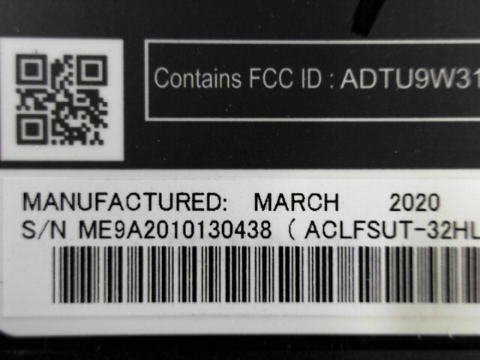 Contains FCC ID : ADTU9W31
MANUFACTURED: MARCH 2020
S/N ME9A2010130438 ( ACLFSUT-32HL